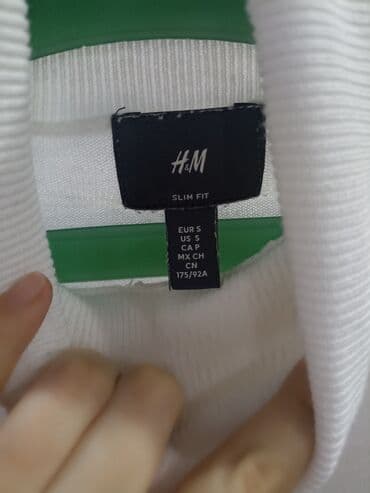 H&M
SLIM FIT
EUR S
US S
CA P
MX CH
CN
175/92A